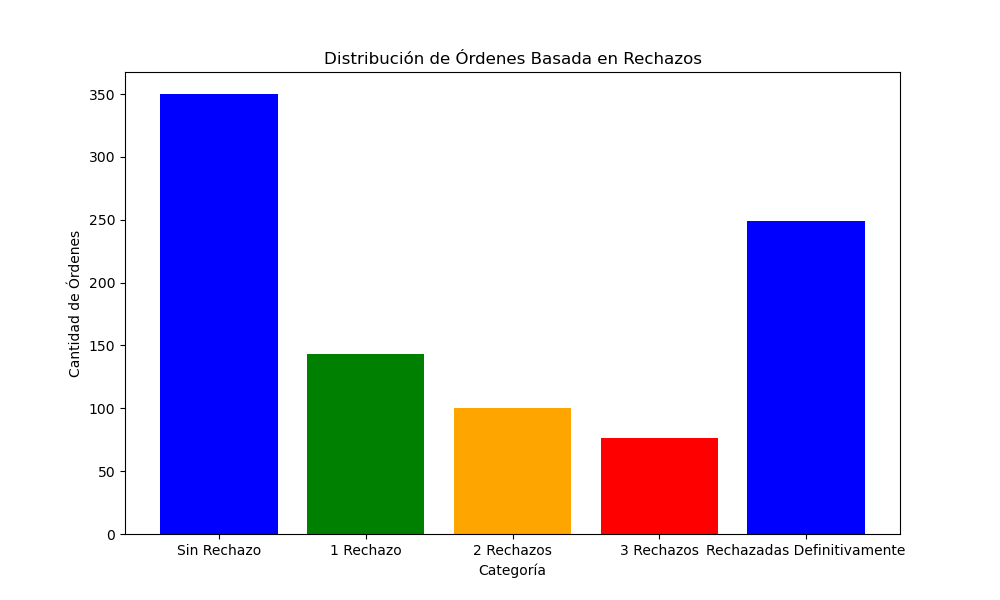 Distribución de Órdenes Basada en Rechazos
Cantidad de Órdenes
350
300
250
200
150
100
50
0
Sin Rechazo
1 Rechazo
2 Rechazos
3 Rechazos
Rechazadas Definitivamente
Categoría